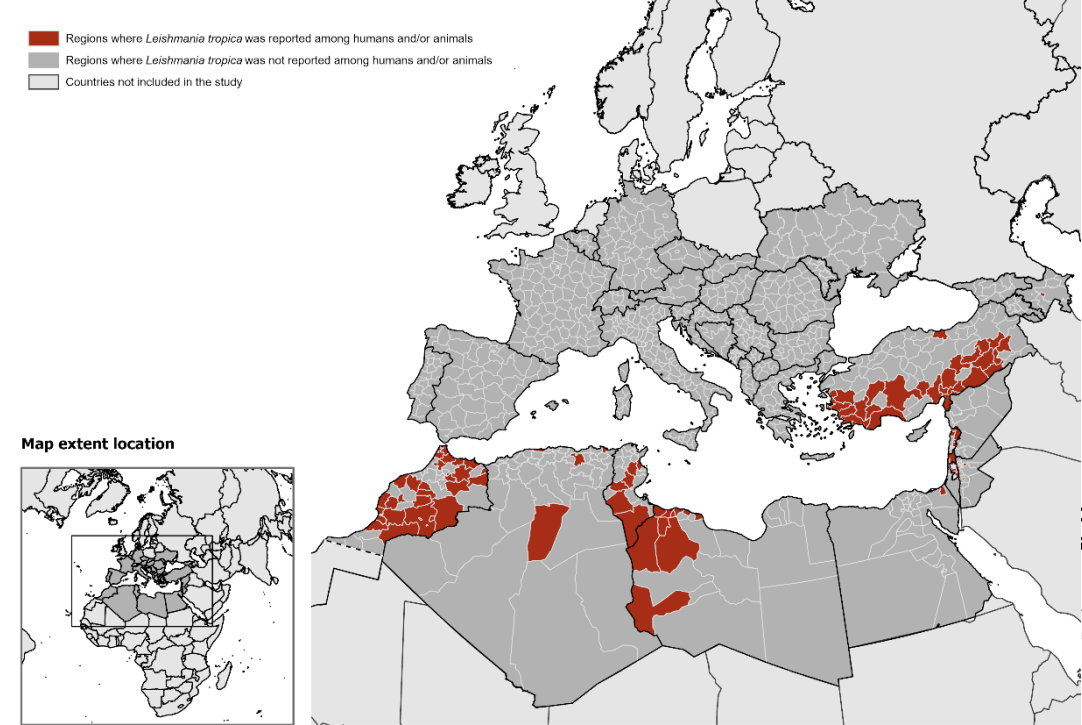 Regions where Leishmania tropica was reported among humans and/or animals
Regions where Leishmania tropica was not reported among humans and/or animals
Countries not included in the study
Map extent location